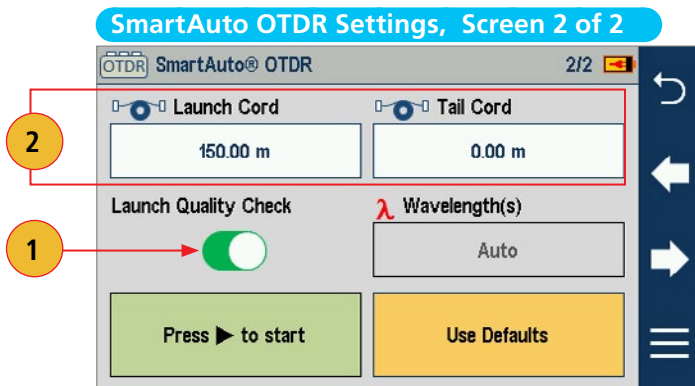 SmartAuto OTDR Settings, Screen 2 of 2
OTDR SmartAuto® OTDR 2/2
Launch Cord Tail Cord
2
150.00 m 0.00 m
Launch Quality Check λ Wavelength(s)
1
Auto
Press ▶ to start Use Defaults